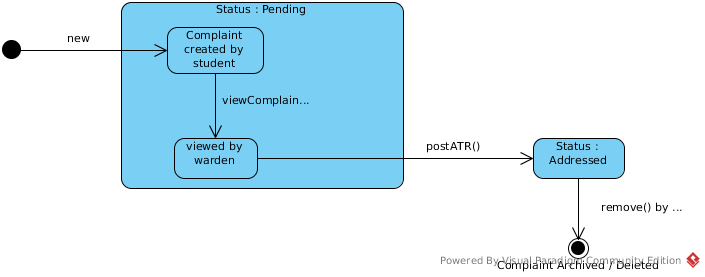 Status : Pending
new
Complaint
created by
student
viewComplain...
viewed by
warden
postATR()
Status :
Addressed
remove() by ...
Powered By Visual Paradigm Community Edition
Complaint Archived / Deleted